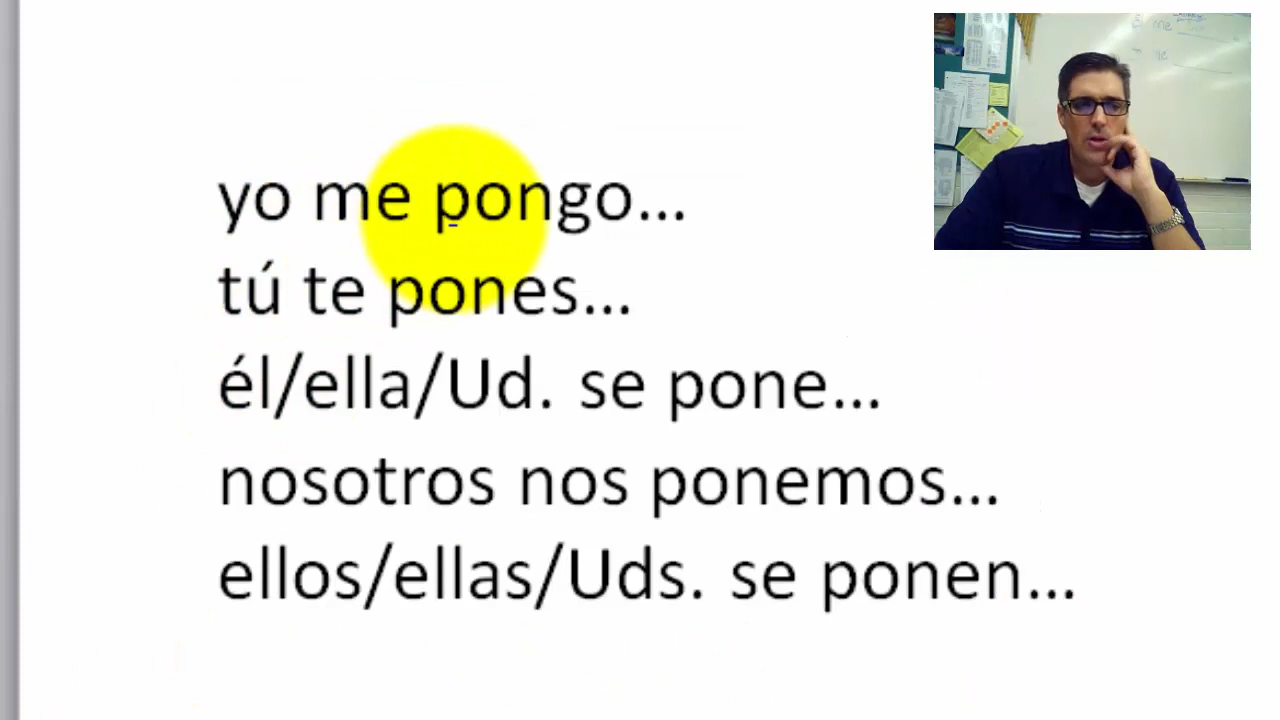 yo me pongo...
tú te pones...
él/ella/Ud. se pone...
nosotros nos ponemos...
ellos/ellas/Uds. se ponen...